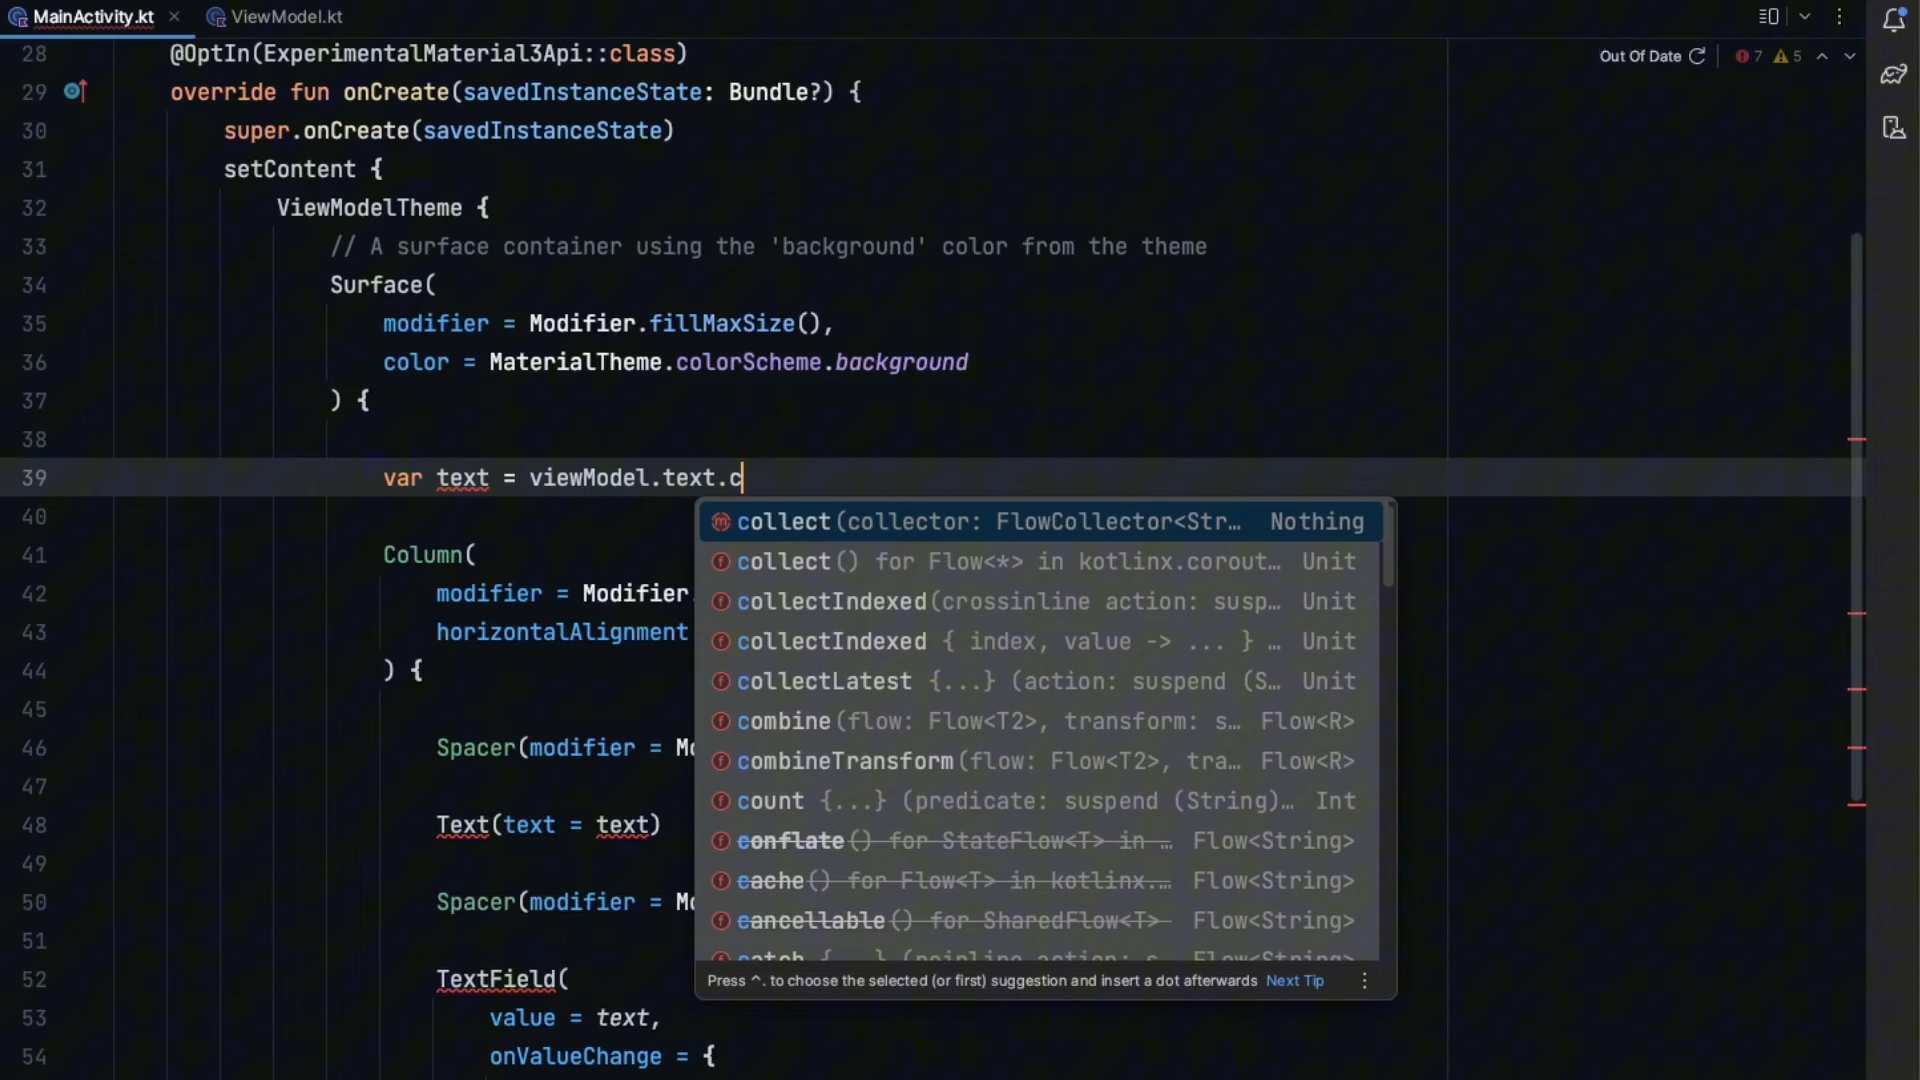 MainActivity.kt
ViewModel.kt
Out Of Date
7
5
28 @OptIn(ExperimentalMaterial3Api::class)
29 override fun onCreate(savedInstanceState: Bundle?) {
30 super.onCreate(savedInstanceState)
31 setContent {
32 ViewModelTheme {
33 // A surface container using the 'background' color from the theme
34 Surface(
35 modifier = Modifier.fillMaxSize(),
36 color = MaterialTheme.colorScheme.background
37 ) {
38
39 var text = viewModel.text.c
40
41 Column(
42 modifier = Modifier.
43 horizontalAlignment
44 ) {
45
46 Spacer(modifier = Mo
47
48 Text(text = text)
49
50 Spacer(modifier = Mo
51
52 TextField(
53 value = text,
54 onValueChange = {
m collect(collector: FlowCollector<Str… Nothing
f collect() for Flow<*> in kotlinx.corout… Unit
f collectIndexed(crossinline action: susp… Unit
f collectIndexed { index, value -> ... } … Unit
f collectLatest {...} (action: suspend (S… Unit
f combine(flow: Flow<T2>, transform: s… Flow<R>
f combineTransform(flow: Flow<T2>, tra… Flow<R>
f count {...} (predicate: suspend (String)… Int
f conflate() for StateFlow<T> in … Flow<String>
f cache() for Flow<T> in kotlinx.… Flow<String>
f cancellable() for SharedFlow<T> Flow<String>
Press ^. to choose the selected (or first) suggestion and insert a dot afterwards Next Tip